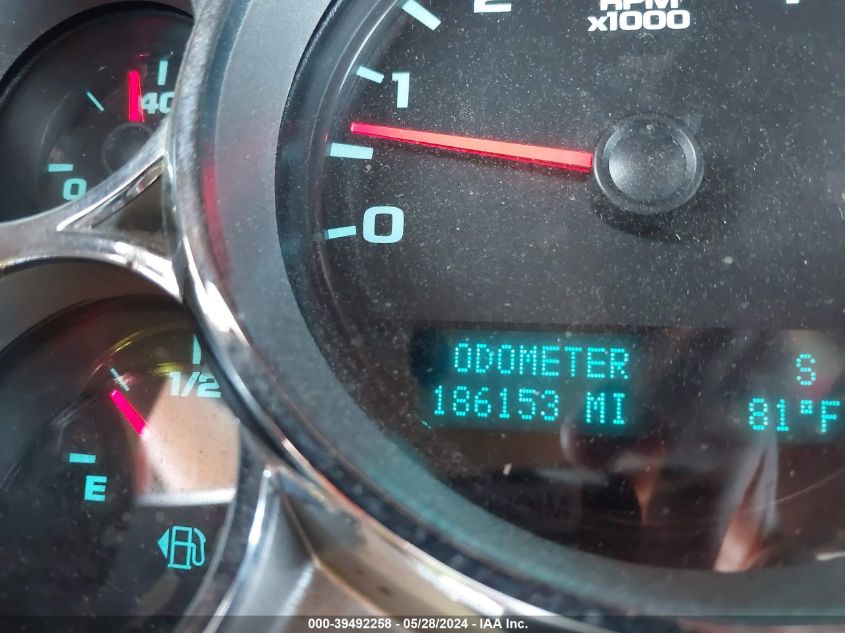 2
RPM
x1000
1
0
40
0
1/2
E
ODOMETER
186153 MI
S
81°F
000-39492258 - 05/28/2024 - IAA Inc.